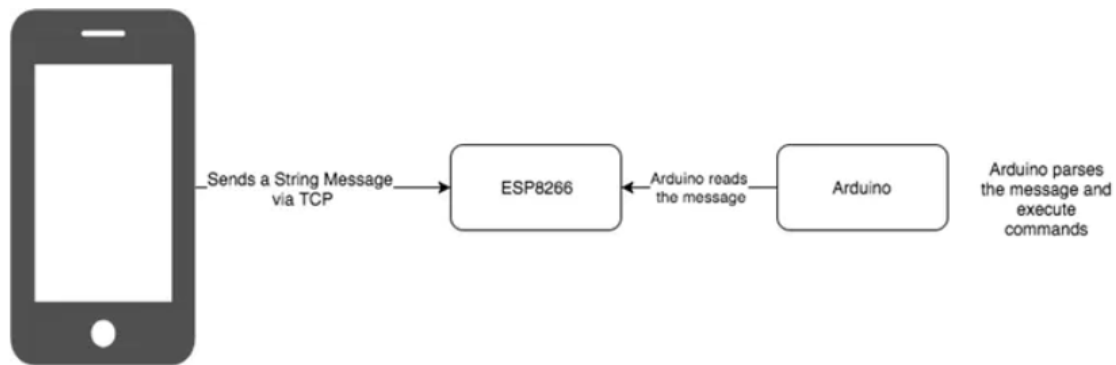 Sends a String Message
via TCP
ESP8266
Arduino reads
the message
Arduino
Arduino parses
the message and
execute
commands